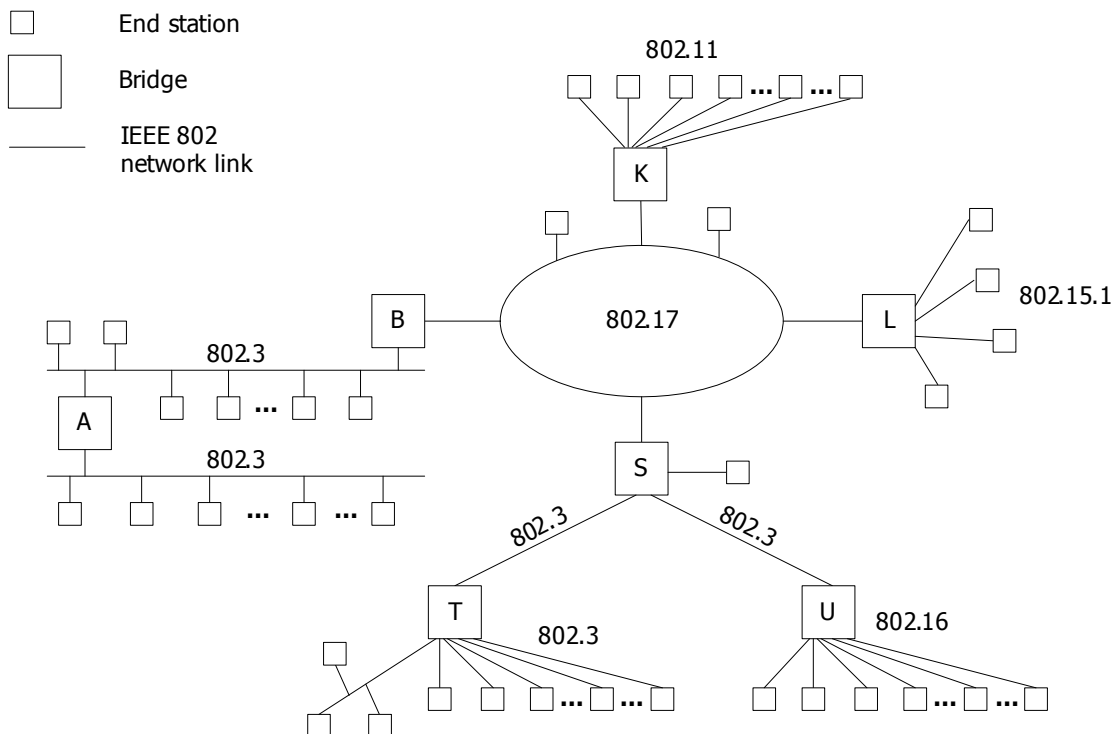 End station
Bridge
IEEE 802
network link
802.11
... ...
K
802.17
B
L
802.15.1
802.3
...
A
802.3
... ...
S
802.3
802.3
T
U
802.3
802.16
... ...
... ...